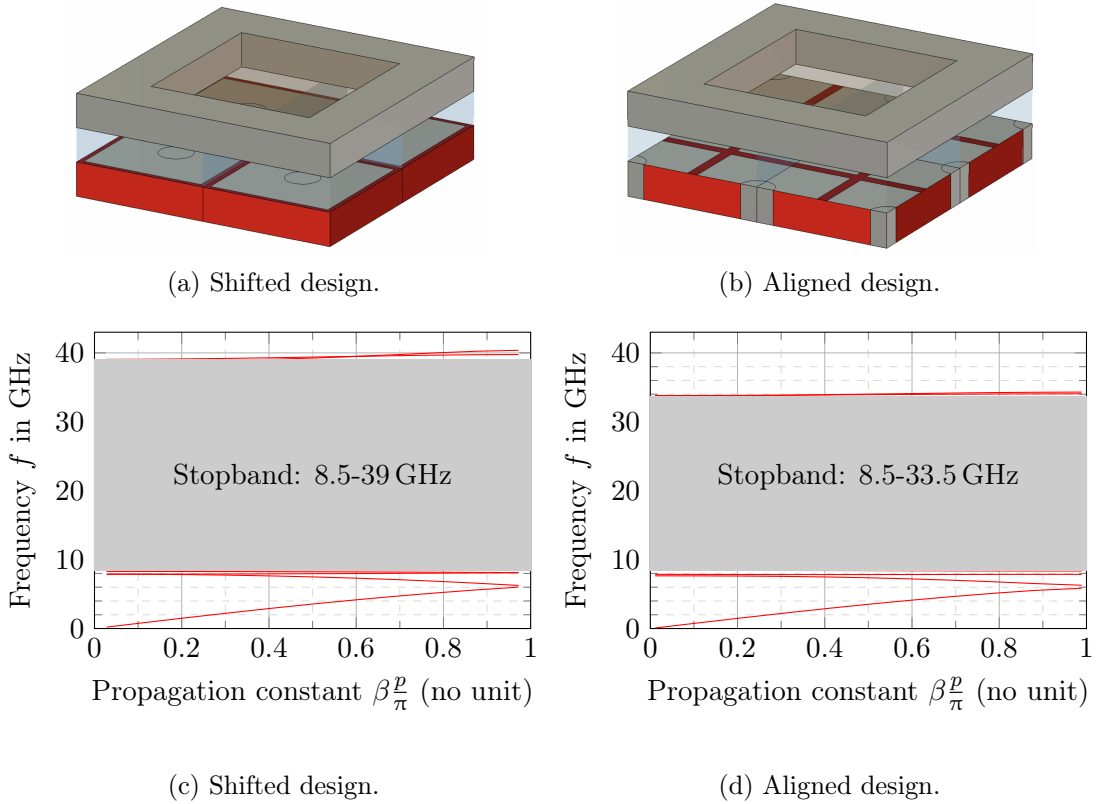 (a) Shifted design.
(b) Aligned design.
40
30
20
10
0
0
0.2
0.4
0.6
0.8
1
Frequency f in GHz
Stopband: 8.5-39 GHz
Propagation constant β p/π (no unit)
40
30
20
10
0
0
0.2
0.4
0.6
0.8
1
Frequency f in GHz
Stopband: 8.5-33.5 GHz
Propagation constant β p/π (no unit)
(c) Shifted design.
(d) Aligned design.